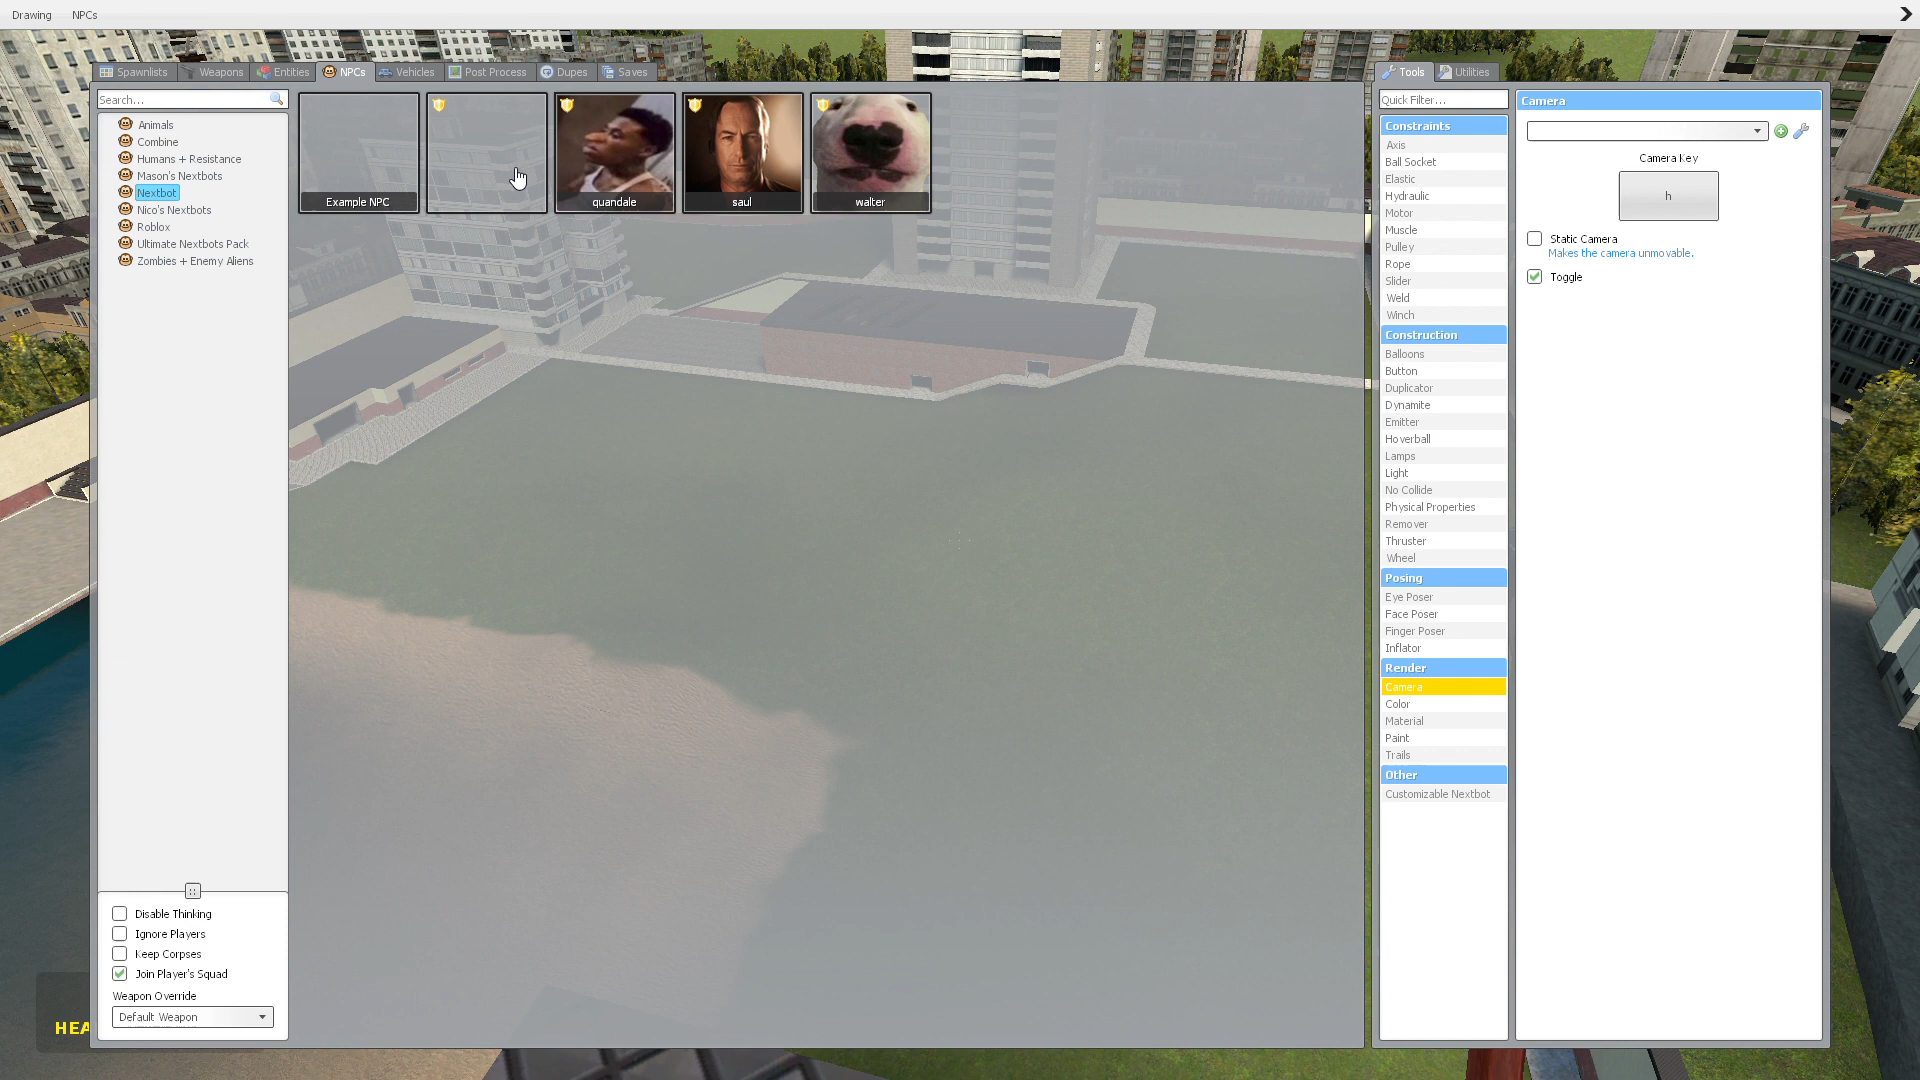 Drawing NPCs
Spawnlists Weapons Entities NPCs Vehicles Post Process Dupes Saves
Search...
Animals
Combine
Humans + Resistance
Mason's Nextbots
Nextbot
Nico's Nextbots
Roblox
Ultimate Nextbots Pack
Zombies + Enemy Aliens
Example NPC
quandale
saul
walter
Disable Thinking
Ignore Players
Keep Corpses
Join Player's Squad
Weapon Override
Default Weapon
HEA
Tools Utilities
Quick Filter...
Constraints
Axis
Ball Socket
Elastic
Hydraulic
Motor
Muscle
Pulley
Rope
Slider
Weld
Winch
Construction
Balloons
Button
Duplicator
Dynamite
Emitter
Hoverball
Lamps
Light
No Collide
Physical Properties
Remover
Thruster
Wheel
Posing
Eye Poser
Face Poser
Finger Poser
Inflator
Render
Camera
Color
Material
Paint
Trails
Other
Customizable Nextbot
Camera
Camera Key
h
Static Camera
Makes the camera unmovable.
Toggle